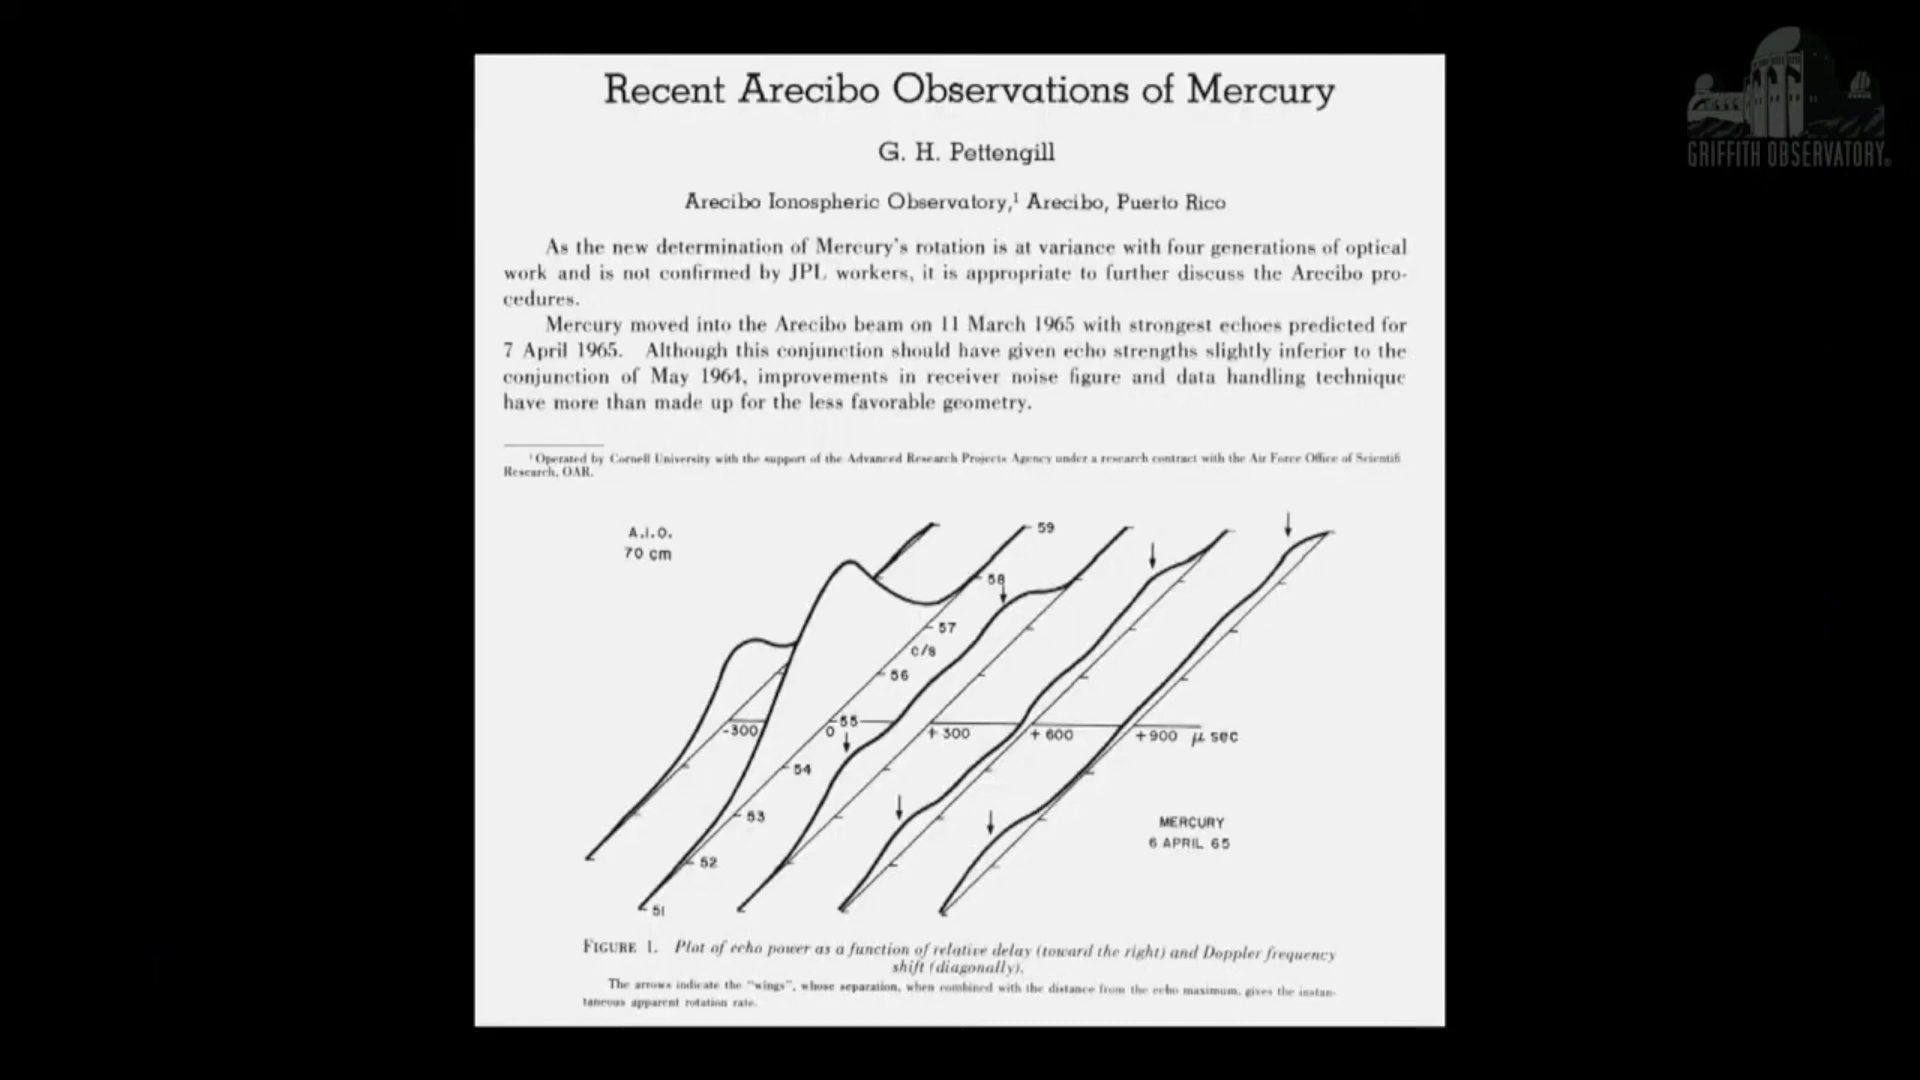 GRIFFITH OBSERVATORY®
Recent Arecibo Observations of Mercury
G. H. Pettengill
Arecibo Ionospheric Observatory,¹ Arecibo, Puerto Rico
As the new determination of Mercury's rotation is at variance with four generations of optical
work and is not confirmed by JPL workers, it is appropriate to further discuss the Arecibo pro-
cedures.
Mercury moved into the Arecibo beam on 11 March 1965 with strongest echoes predicted for
7 April 1965. Although this conjunction should have given echo strengths slightly inferior to the
conjunction of May 1964, improvements in receiver noise figure and data handling technique
have more than made up for the less favorable geometry.
¹ Operated by Cornell University with the support of the Advanced Research Projects Agency under a research contract with the Air Force Office of Scientifi
Research, OAR.
A.I.O.
70 cm
59
58
57
c/s
56
55
-300
0
+300
+600
+900 μ sec
54
53
52
51
MERCURY
6 APRIL 65
FIGURE 1. Plot of echo power as a function of relative delay (toward the right) and Doppler frequency
shift (diagonally).
The arrows indicate the "wings", whose separation, when combined with the distance from the echo maximum, gives the instan-
taneous apparent rotation rate.